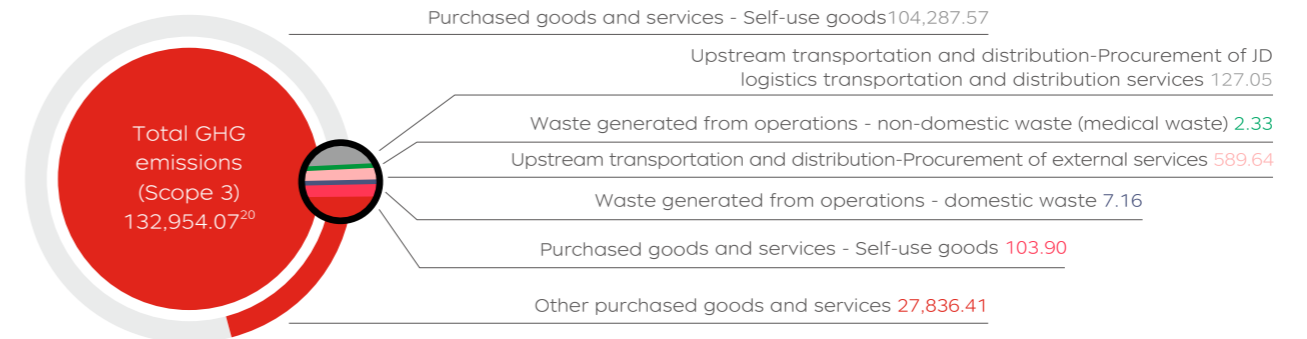 Purchased goods and services - Self-use goods104,287.57
Upstream transportation and distribution-Procurement of JD
logistics transportation and distribution services 127.05
Waste generated from operations - non-domestic waste (medical waste) 2.33
Upstream transportation and distribution-Procurement of external services 589.64
Waste generated from operations - domestic waste 7.16
Purchased goods and services - Self-use goods 103.90
Other purchased goods and services 27,836.41
Total GHG
emissions
(Scope 3)
132,954.07²⁰